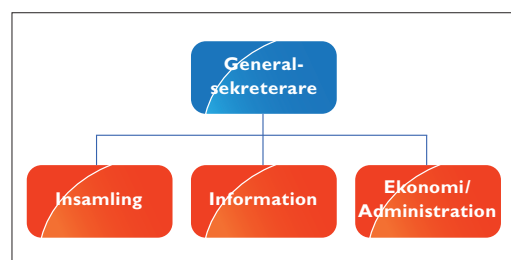 General-
sekreterare
Insamling
Information
Ekonomi/
Administration